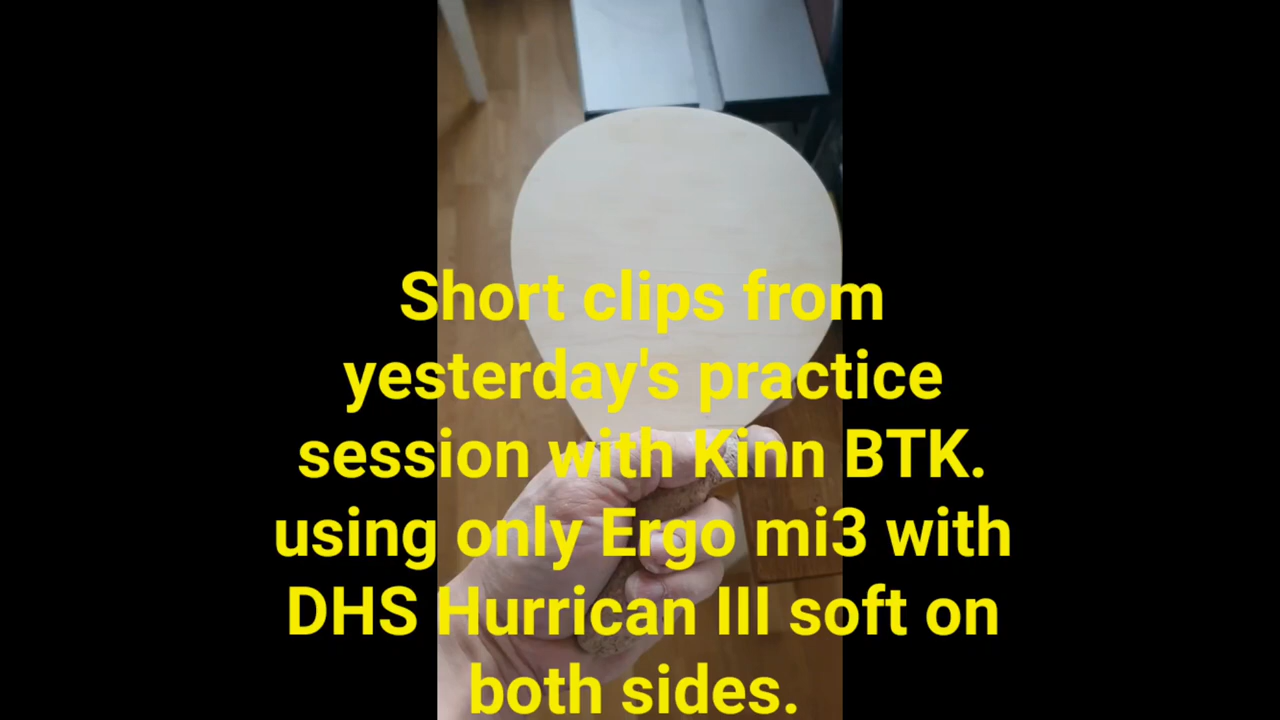 Short clips from
yesterday's practice
session with Kinn BTK.
using only Ergo mi3 with
DHS Hurrican III soft on
both sides.